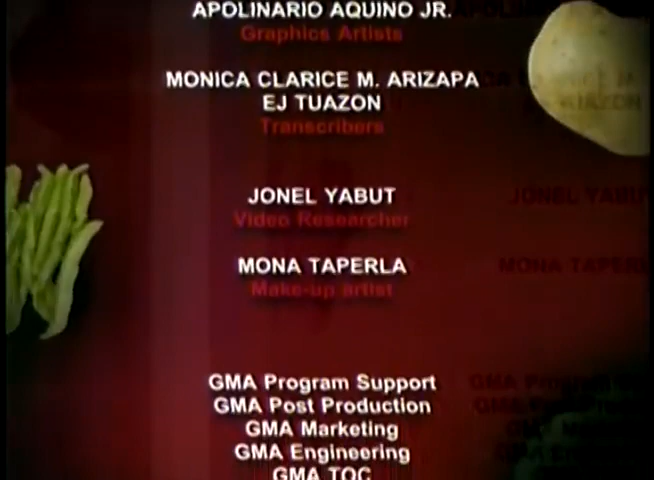 APOLINARIO AQUINO JR.
Graphics Artists
MONICA CLARICE M. ARIZAPA
EJ TUAZON
Transcribers
JONEL YABUT
Video Researcher
MONA TAPERLA
Make-up artist
GMA Program Support
GMA Post Production
GMA Marketing
GMA Engineering
GMA TOC